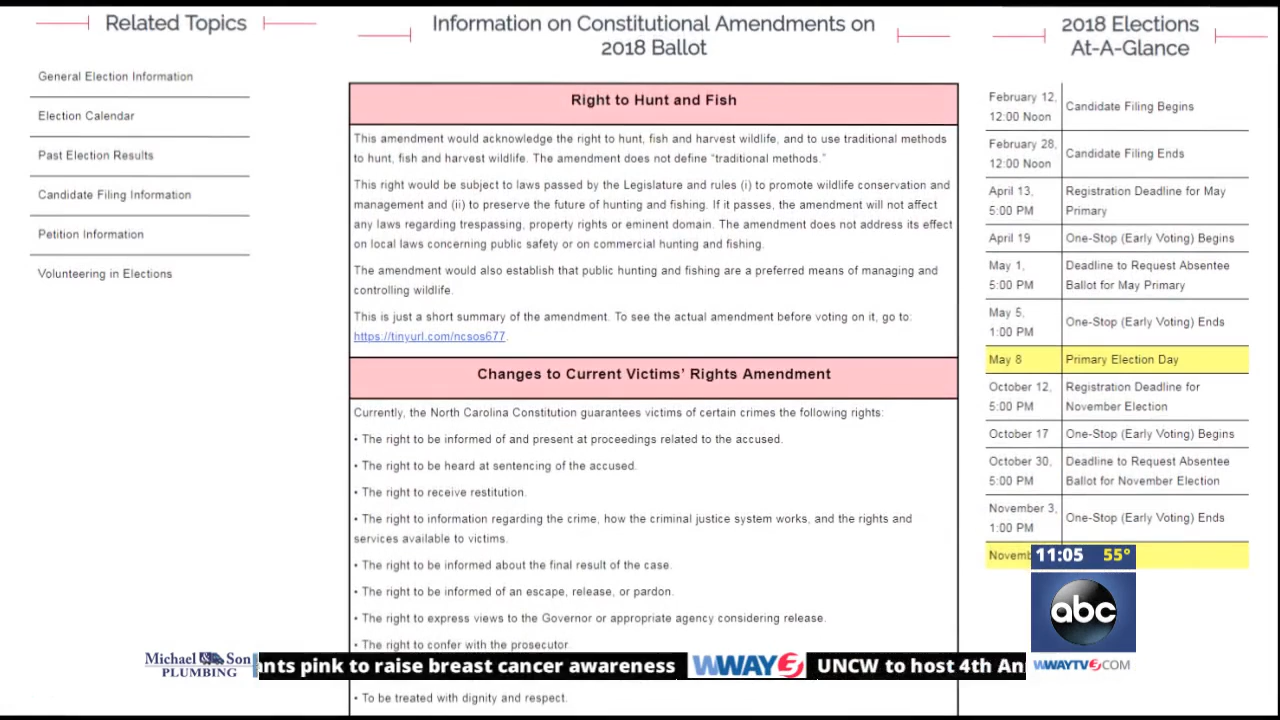 Related Topics
General Election Information
Election Calendar
Past Election Results
Candidate Filing Information
Petition Information
Volunteering in Elections
Information on Constitutional Amendments on
2018 Ballot
Right to Hunt and Fish
This amendment would acknowledge the right to hunt, fish and harvest wildlife, and to use traditional methods
to hunt, fish and harvest wildlife. The amendment does not define “traditional methods.”
This right would be subject to laws passed by the Legislature and rules (i) to promote wildlife conservation and
management and (ii) to preserve the future of hunting and fishing. If it passes, the amendment will not affect
any laws regarding trespassing, property rights or eminent domain. The amendment does not address its effect
on local laws concerning public safety or on commercial hunting and fishing.
The amendment would also establish that public hunting and fishing are a preferred means of managing and
controlling wildlife.
This is just a short summary of the amendment. To see the actual amendment before voting on it, go to:
https://tinyurl.com/ncsos677.
Changes to Current Victims’ Rights Amendment
Currently, the North Carolina Constitution guarantees victims of certain crimes the following rights:
• The right to be informed of and present at proceedings related to the accused.
• The right to be heard at sentencing of the accused.
• The right to receive restitution.
• The right to information regarding the crime, how the criminal justice system works, and the rights and
services available to victims.
• The right to be informed about the final result of the case.
• The right to be informed of an escape, release, or pardon.
• The right to express views to the Governor or appropriate agency considering release.
• The right to confer with the prosecutor.
• To be treated with dignity and respect.
2018 Elections
At-A-Glance
February 12, 12:00 Noon Candidate Filing Begins
February 28, 12:00 Noon Candidate Filing Ends
April 13, 5:00 PM Registration Deadline for May Primary
April 19 One-Stop (Early Voting) Begins
May 1, 5:00 PM Deadline to Request Absentee Ballot for May Primary
May 5, 1:00 PM One-Stop (Early Voting) Ends
May 8 Primary Election Day
October 12, 5:00 PM Registration Deadline for November Election
October 17 One-Stop (Early Voting) Begins
October 30, 5:00 PM Deadline to Request Absentee Ballot for November Election
November 3, 1:00 PM One-Stop (Early Voting) Ends
Novemb
11:05 55°
abc
WWAYTV3.COM
Michael & Son
PLUMBING
ants pink to raise breast cancer awareness WWAY3 UNCW to host 4th An